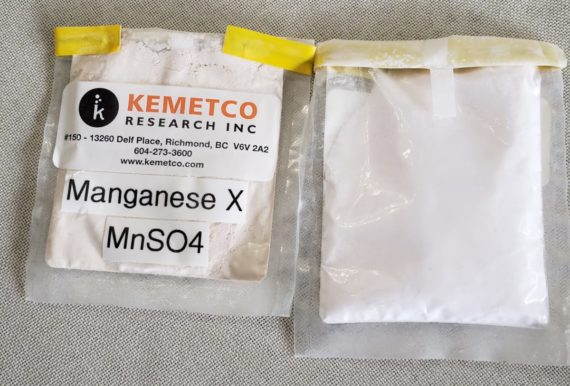 k KEMETCO
RESEARCH INC
#150 - 13260 Delf Place, Richmond, BC V6V 2A2
604-273-3600
www.kemetco.com
Manganese X
MnSO4